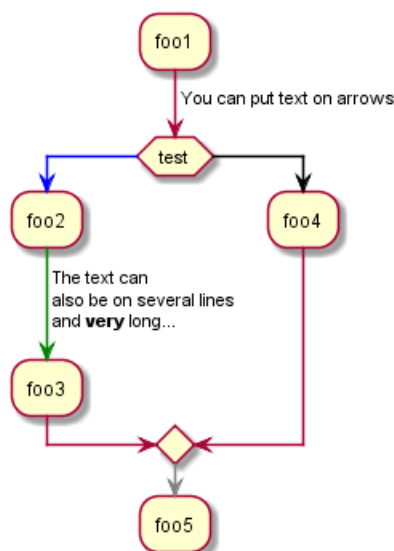 foo1
You can put text on arrows
test
foo2
foo4
The text can
also be on several lines
and very long...
foo3
foo5